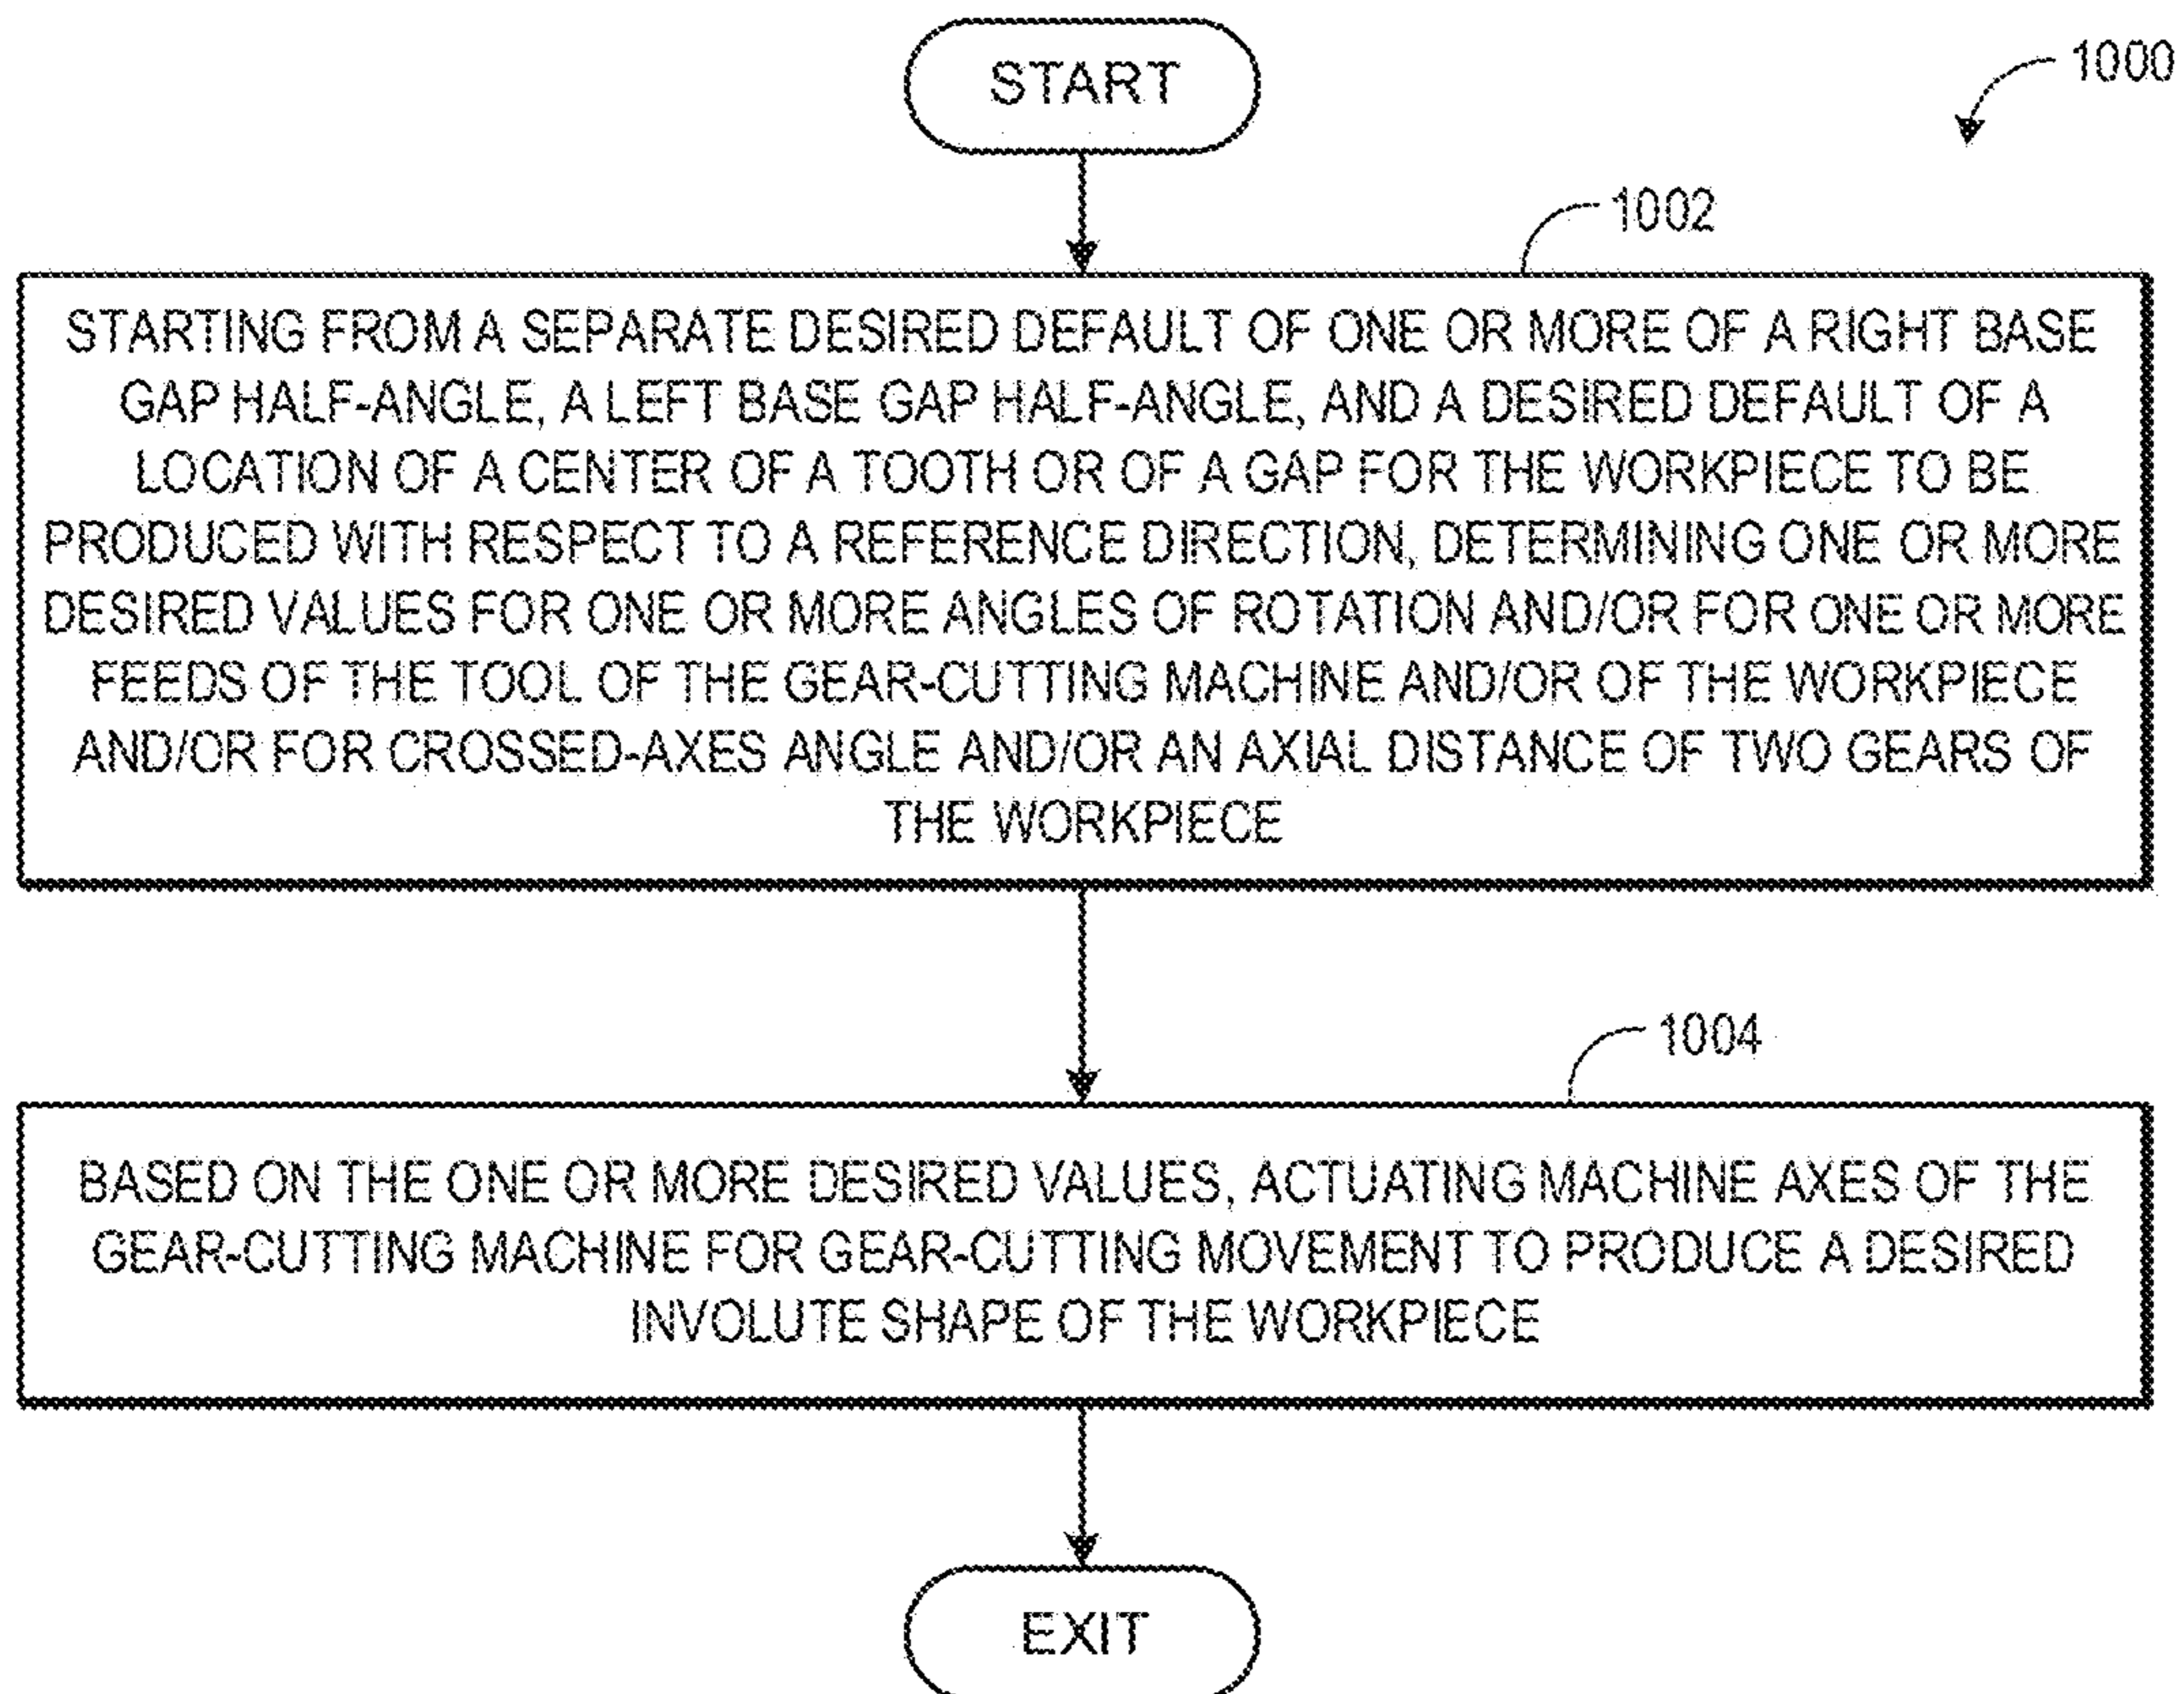 START
1000
1002
STARTING FROM A SEPARATE DESIRED DEFAULT OF ONE OR MORE OF A RIGHT BASE
GAP HALF-ANGLE, A LEFT BASE GAP HALF-ANGLE, AND A DESIRED DEFAULT OF A
LOCATION OF A CENTER OF A TOOTH OR OF A GAP FOR THE WORKPIECE TO BE
PRODUCED WITH RESPECT TO A REFERENCE DIRECTION, DETERMINING ONE OR MORE
DESIRED VALUES FOR ONE OR MORE ANGLES OF ROTATION AND/OR FOR ONE OR MORE
FEEDS OF THE TOOL OF THE GEAR-CUTTING MACHINE AND/OR OF THE WORKPIECE
AND/OR FOR CROSSED-AXES ANGLE AND/OR AN AXIAL DISTANCE OF TWO GEARS OF
THE WORKPIECE
1004
BASED ON THE ONE OR MORE DESIRED VALUES, ACTUATING MACHINE AXES OF THE
GEAR-CUTTING MACHINE FOR GEAR-CUTTING MOVEMENT TO PRODUCE A DESIRED
INVOLUTE SHAPE OF THE WORKPIECE
EXIT